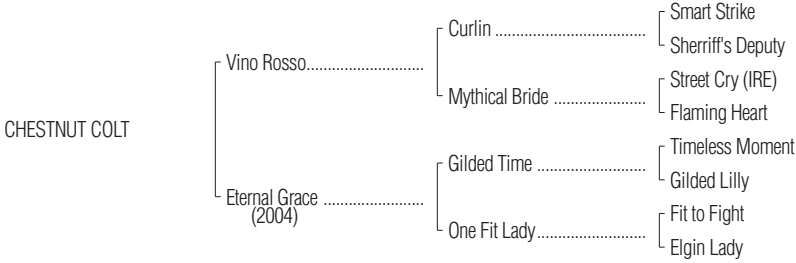 Smart Strike
Curlin ....................................
Sherriff's Deputy
Vino Rosso...........................
Street Cry (IRE)
Mythical Bride ......................
Flaming Heart
CHESTNUT COLT
Timeless Moment
Gilded Time ..........................
Gilded Lilly
Eternal Grace .......................
(2004)
Fit to Fight
One Fit Lady..........................
Elgin Lady